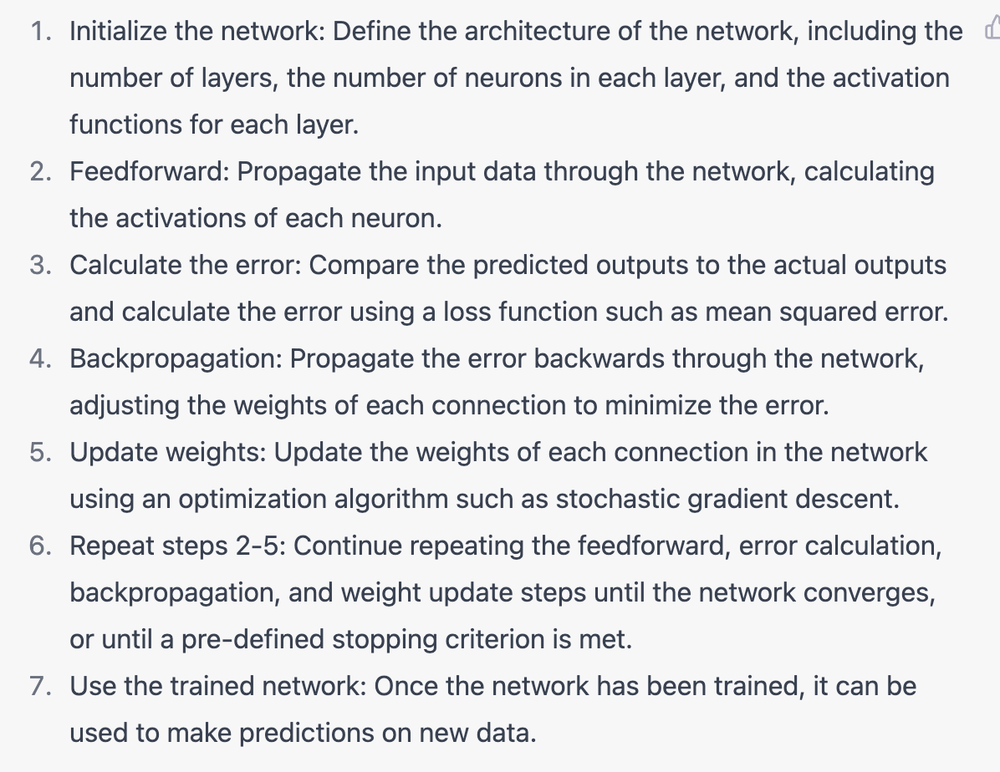 1. Initialize the network: Define the architecture of the network, including the
number of layers, the number of neurons in each layer, and the activation
functions for each layer.
2. Feedforward: Propagate the input data through the network, calculating
the activations of each neuron.
3. Calculate the error: Compare the predicted outputs to the actual outputs
and calculate the error using a loss function such as mean squared error.
4. Backpropagation: Propagate the error backwards through the network,
adjusting the weights of each connection to minimize the error.
5. Update weights: Update the weights of each connection in the network
using an optimization algorithm such as stochastic gradient descent.
6. Repeat steps 2-5: Continue repeating the feedforward, error calculation,
backpropagation, and weight update steps until the network converges,
or until a pre-defined stopping criterion is met.
7. Use the trained network: Once the network has been trained, it can be
used to make predictions on new data.